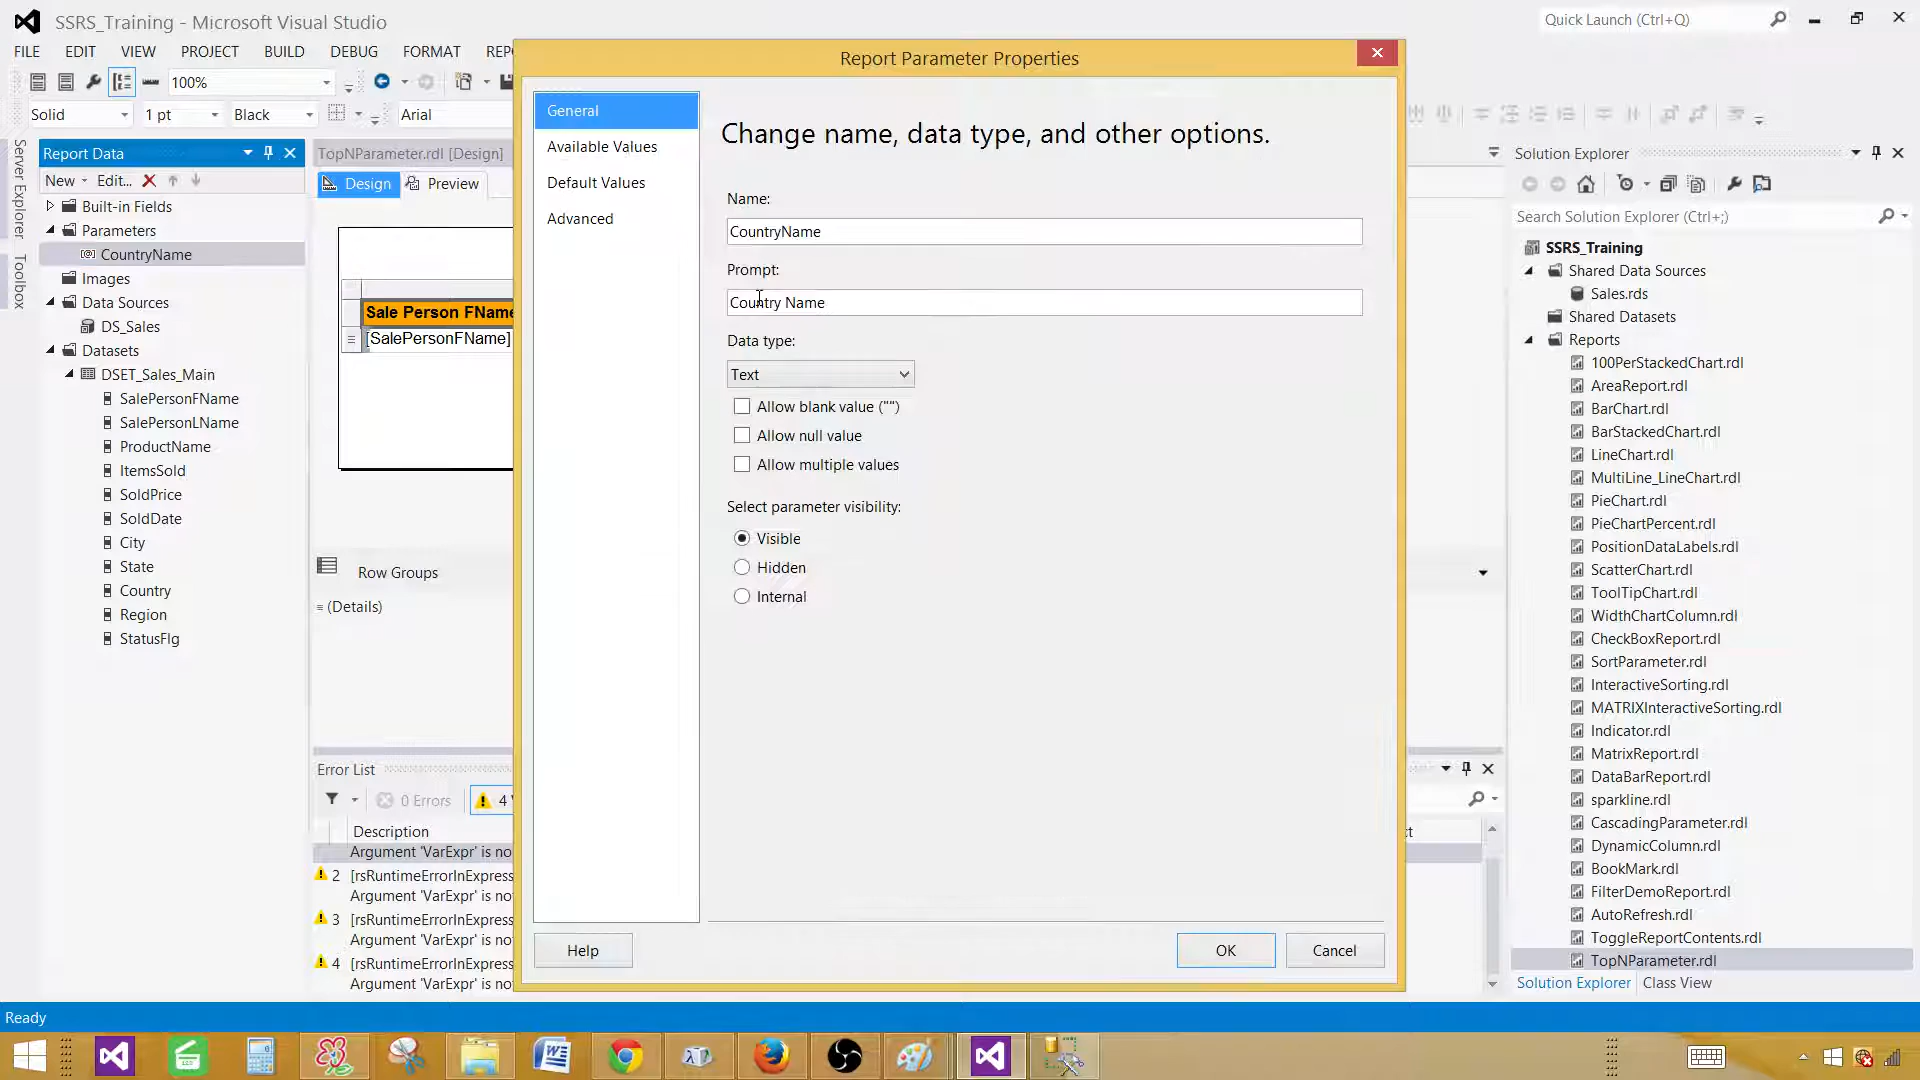 SSRS_Training - Microsoft Visual Studio
Quick Launch (Ctrl+Q)
FILE EDIT VIEW PROJECT BUILD DEBUG FORMAT
100%
Solid 1 pt Black Arial
Server Explorer
Toolbox
Report Data
New Edit...
Built-in Fields
Parameters
CountryName
Images
Data Sources
DS_Sales
Datasets
DSET_Sales_Main
SalePersonFName
SalePersonLName
ProductName
ItemsSold
SoldPrice
SoldDate
City
State
Country
Region
StatusFlg
TopNParameter.rdl [Design]
Design Preview
Sale Person FName
[SalePersonFName]
Row Groups
(Details)
Error List
0 Errors 4
Description
Argument 'VarExpr' is no
2 [rsRuntimeErrorInExpress
Argument 'VarExpr' is no
3 [rsRuntimeErrorInExpress
Argument 'VarExpr' is no
4 [rsRuntimeErrorInExpress
Argument 'VarExpr' is no
Report Parameter Properties
General
Available Values
Default Values
Advanced
Change name, data type, and other options.
Name:
CountryName
Prompt:
Country Name
Data type:
Text
Allow blank value ("")
Allow null value
Allow multiple values
Select parameter visibility:
Visible
Hidden
Internal
Help OK Cancel
Solution Explorer
Search Solution Explorer (Ctrl+;)
SSRS_Training
Shared Data Sources
Sales.rds
Shared Datasets
Reports
100PerStackedChart.rdl
AreaReport.rdl
BarChart.rdl
BarStackedChart.rdl
LineChart.rdl
MultiLine_LineChart.rdl
PieChart.rdl
PieChartPercent.rdl
PositionDataLabels.rdl
ScatterChart.rdl
ToolTipChart.rdl
WidthChartColumn.rdl
CheckBoxReport.rdl
SortParameter.rdl
InteractiveSorting.rdl
MATRIXInteractiveSorting.rdl
Indicator.rdl
MatrixReport.rdl
DataBarReport.rdl
sparkline.rdl
CascadingParameter.rdl
DynamicColumn.rdl
BookMark.rdl
FilterDemoReport.rdl
AutoRefresh.rdl
ToggleReportContents.rdl
TopNParameter.rdl
Solution Explorer Class View
Ready